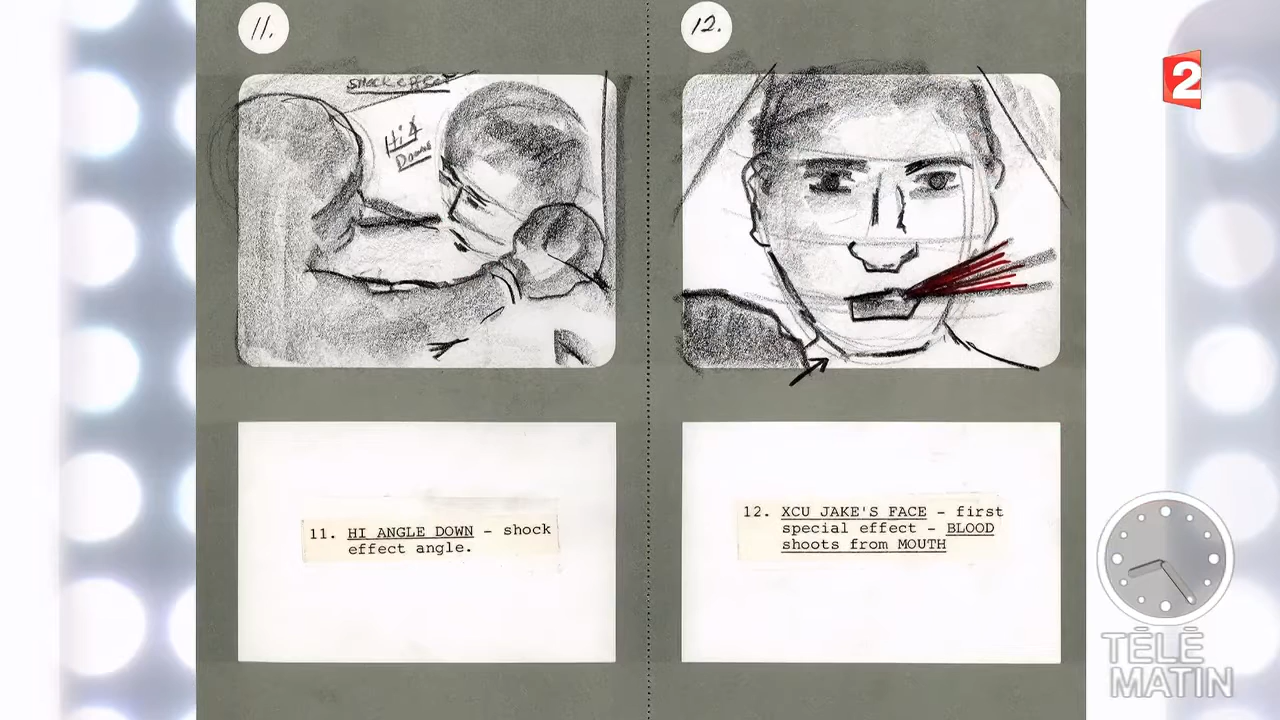 11.
12.
shock effect
Hi 4
Down
11. HI ANGLE DOWN - shock
effect angle.
12. XCU JAKE'S FACE - first
special effect - BLOOD
shoots from MOUTH
2
TÉLÉ
MATIN